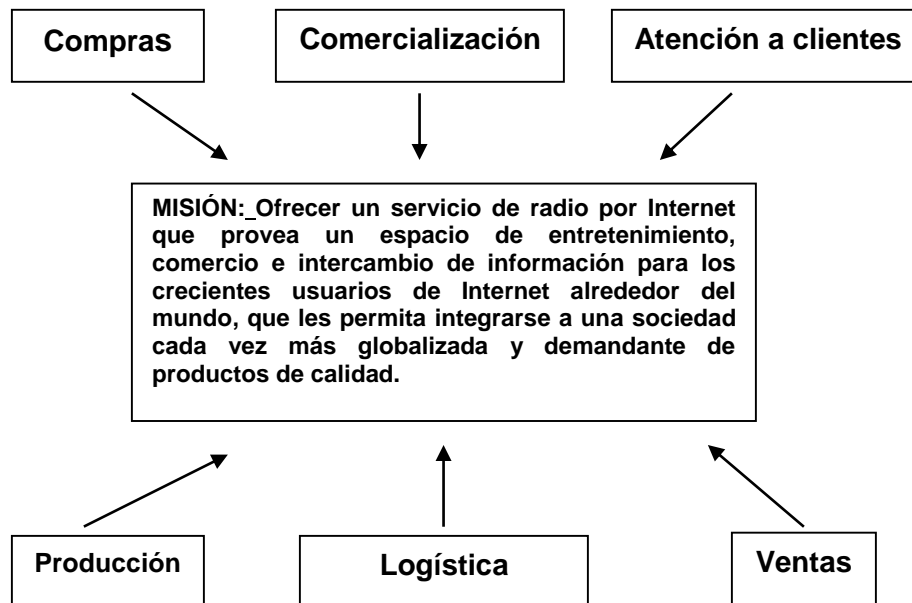 Compras
Comercialización
Atención a clientes
MISIÓN: Ofrecer un servicio de radio por Internet
que provea un espacio de entretenimiento,
comercio e intercambio de información para los
crecientes usuarios de Internet alrededor del
mundo, que les permita integrarse a una sociedad
cada vez más globalizada y demandante de
productos de calidad.
Producción
Logística
Ventas